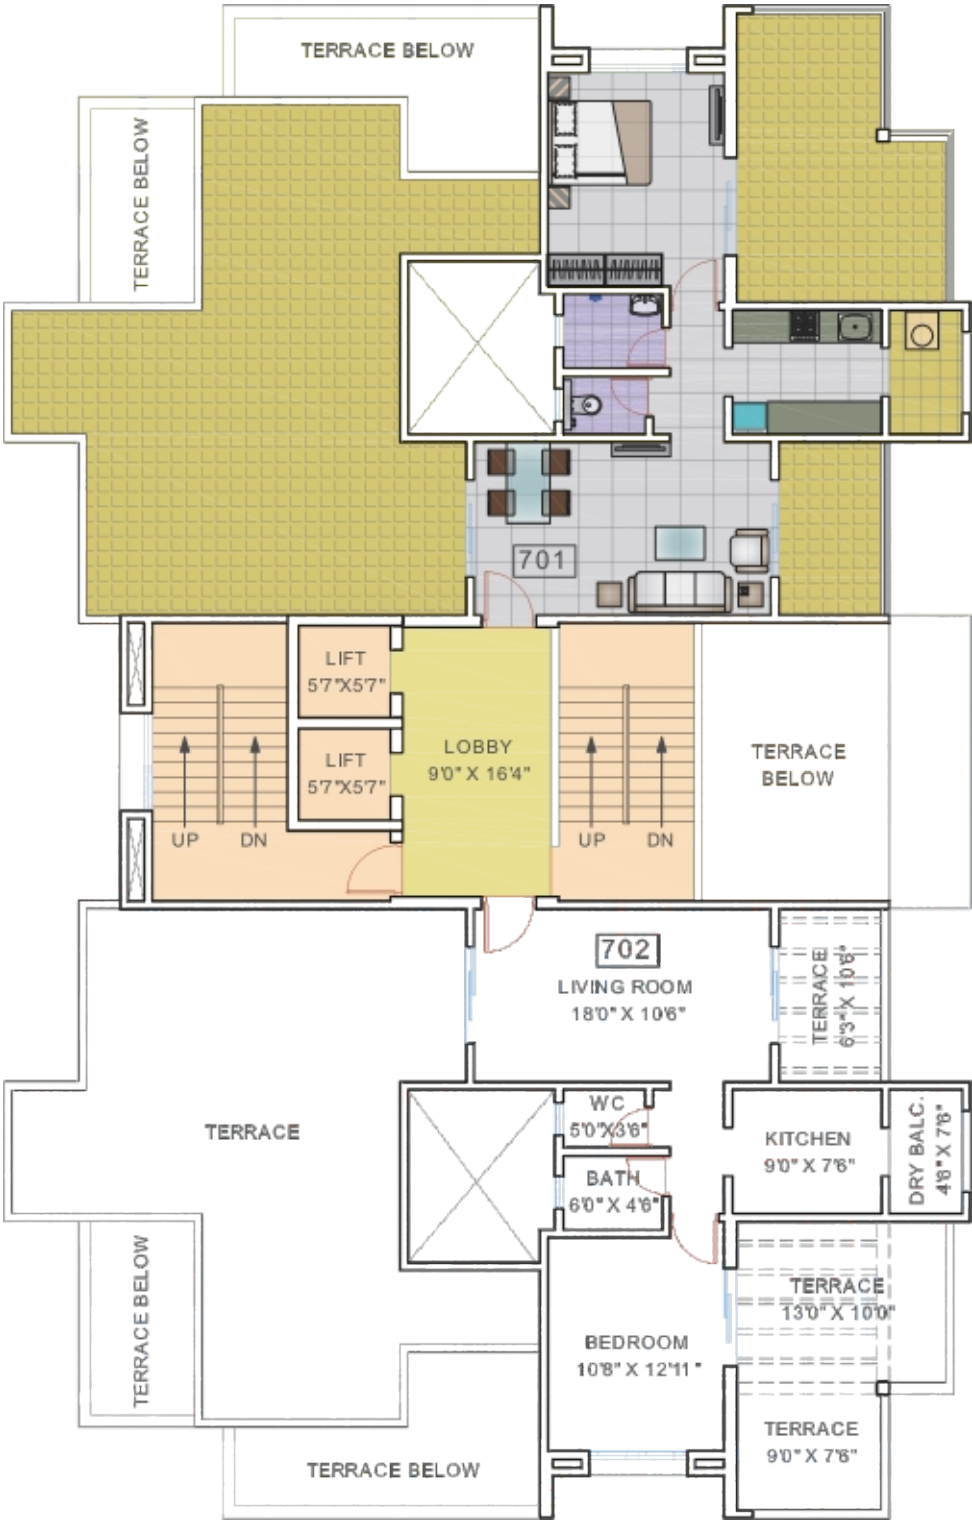 TERRACE BELOW
TERRACE BELOW
701
LIFT
5'7"X5'7"
LIFT
5'7"X5'7"
LOBBY
9'0" X 16'4"
TERRACE
BELOW
UP
DN
UP
DN
702
LIVING ROOM
18'0" X 10'6"
TERRACE
6'3" X 10'6"
TERRACE
WC
5'0"X3'6"
BATH
6'0" X 4'6"
KITCHEN
9'0" X 7'6"
DRY BALC.
4'6" X 7'6"
TERRACE BELOW
TERRACE
13'0" X 10'0"
BEDROOM
10'8" X 12'11"
TERRACE
9'0" X 7'6"
TERRACE BELOW